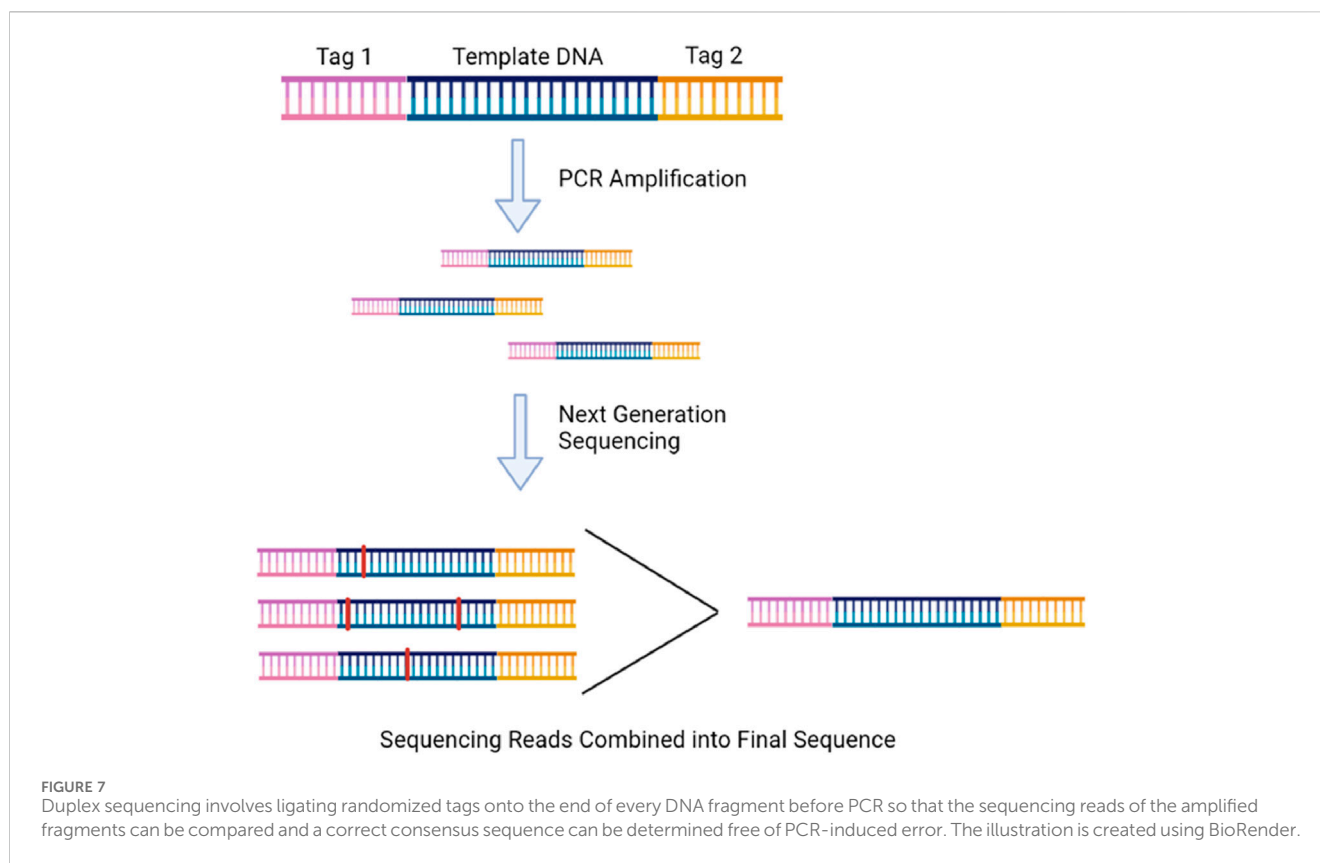 Tag 1 Template DNA Tag 2
PCR Amplification
Next Generation
Sequencing
Sequencing Reads Combined into Final Sequence
FIGURE 7
Duplex sequencing involves ligating randomized tags onto the end of every DNA fragment before PCR so that the sequencing reads of the amplified
fragments can be compared and a correct consensus sequence can be determined free of PCR-induced error. The illustration is created using BioRender.